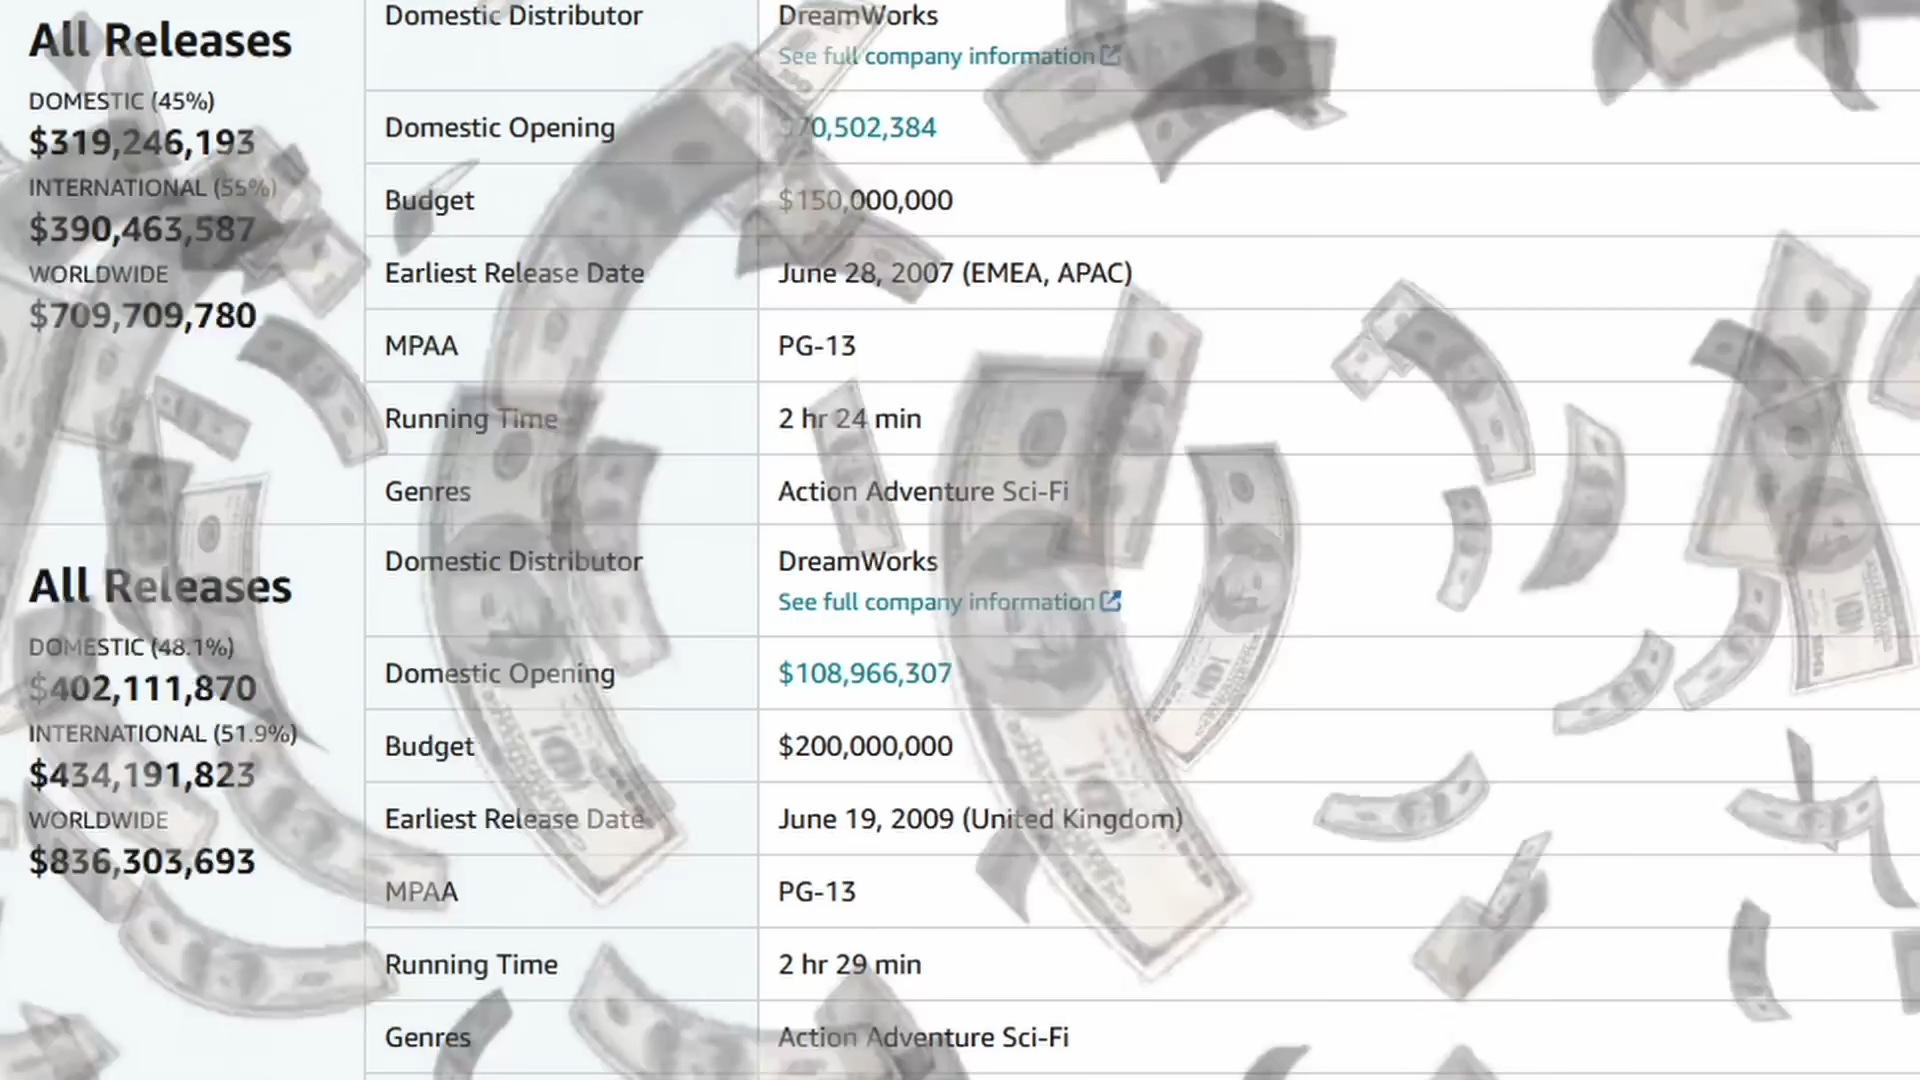 All Releases
DOMESTIC (45%)
$319,246,193
INTERNATIONAL (55%)
$390,463,587
WORLDWIDE
$709,709,780
Domestic Distributor DreamWorks
See full company information
Domestic Opening $70,502,384
Budget $150,000,000
Earliest Release Date June 28, 2007 (EMEA, APAC)
MPAA PG-13
Running Time 2 hr 24 min
Genres Action Adventure Sci-Fi
All Releases
DOMESTIC (48.1%)
$402,111,870
INTERNATIONAL (51.9%)
$434,191,823
WORLDWIDE
$836,303,693
Domestic Distributor DreamWorks
See full company information
Domestic Opening $108,966,307
Budget $200,000,000
Earliest Release Date June 19, 2009 (United Kingdom)
MPAA PG-13
Running Time 2 hr 29 min
Genres Action Adventure Sci-Fi